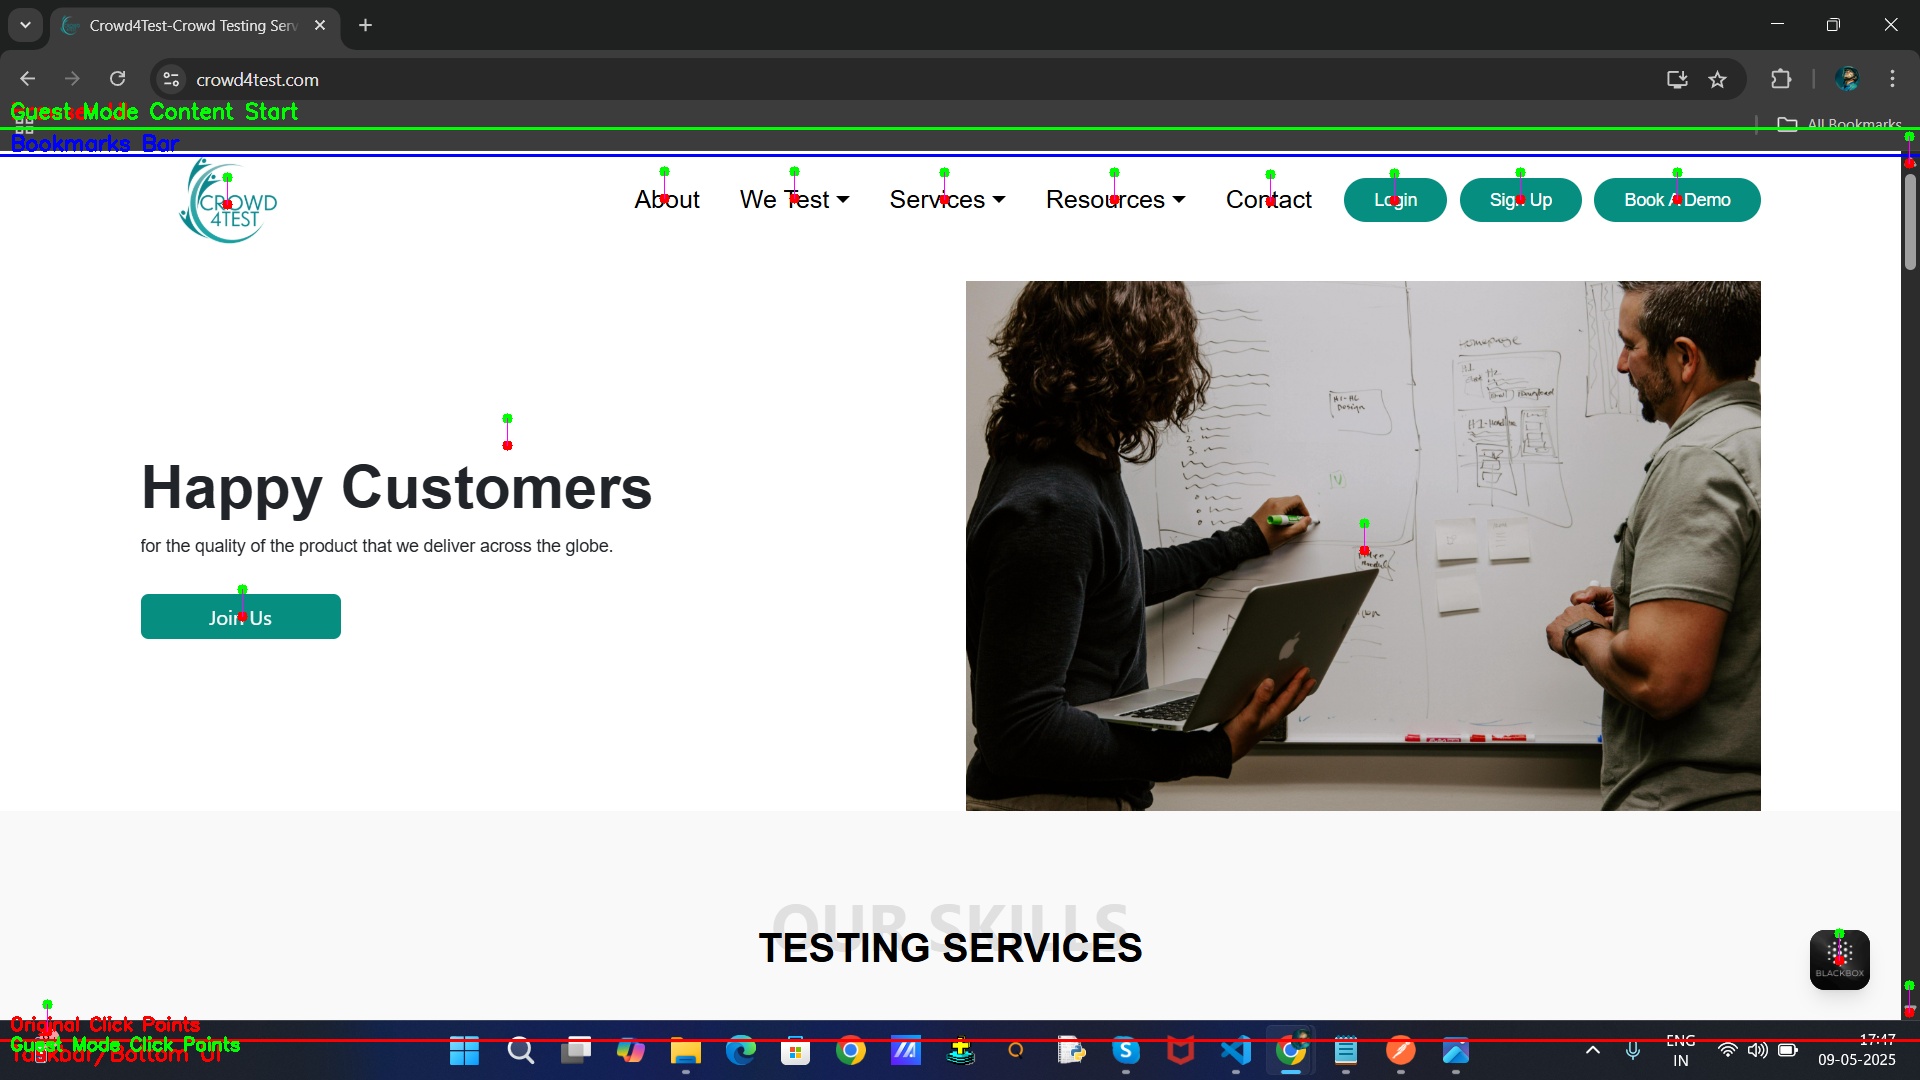 Crowd4Test-Crowd Testing Serv
crowd4test.com
Guest Mode Content Start
All Bookmarks
Bookmarks Bar
CROWD
4TEST
About We Test Services Resources Contact Login Sign Up Book A Demo
Homepage
Happy Customers
for the quality of the product that we deliver across the globe.
Join Us
OUR SKILLS
TESTING SERVICES
BLACKBOX
Original Click Points
Guest Mode Click Points
Taskbar/Bottom UI
ENG
IN
17:47
09-05-2025